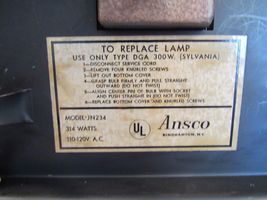 TO REPLACE LAMP
USE ONLY TYPE DGA 300W. (SYLVANIA)
1—DISCONNECT SERVICE CORD
2—REMOVE FOUR KNURLED SCREWS
3—LIFT OUT BOTTOM COVER
4—GRASP BULB FIRMLY AND PULL STRAIGHT
OUTWARD (DO NOT TWIST)
5—ALIGN CENTER PIN OF BULB WITH SOCKET
AND PUSH STRAIGHT IN (DO NOT
TWIST)
6—REPLACE BOTTOM COVER AND KNURLED SCREWS
MODEL-JN234
314 WATTS
110-120V. A.C.
UL
Ansco
BINGHAMTON, N.Y.